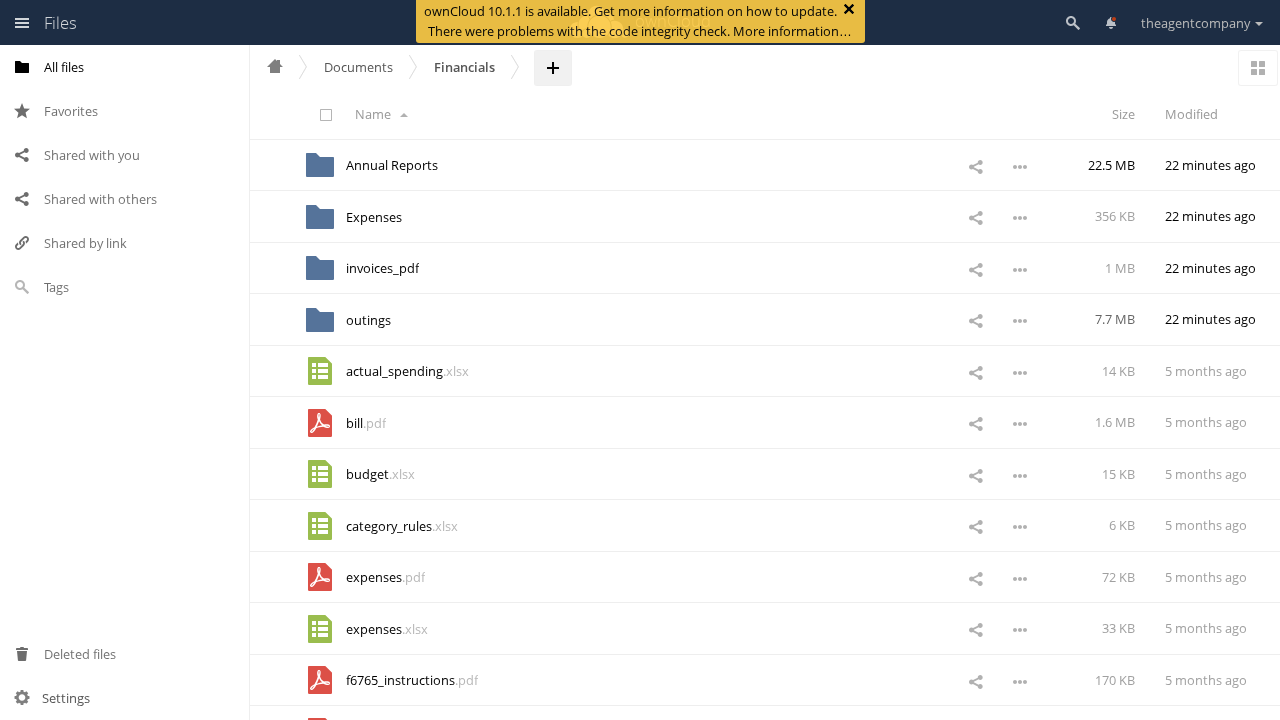 Files
ownCloud 10.1.1 is available. Get more information on how to update.
There were problems with the code integrity check. More information…
theagentcompany
All files
Favorites
Shared with you
Shared with others
Shared by link
Tags
Deleted files
Settings
Documents
Financials
Name
Size
Modified
Annual Reports
22.5 MB
22 minutes ago
Expenses
356 KB
22 minutes ago
invoices_pdf
1 MB
22 minutes ago
outings
7.7 MB
22 minutes ago
actual_spending.xlsx
14 KB
5 months ago
bill.pdf
1.6 MB
5 months ago
budget.xlsx
15 KB
5 months ago
category_rules.xlsx
6 KB
5 months ago
expenses.pdf
72 KB
5 months ago
expenses.xlsx
33 KB
5 months ago
f6765_instructions.pdf
170 KB
5 months ago